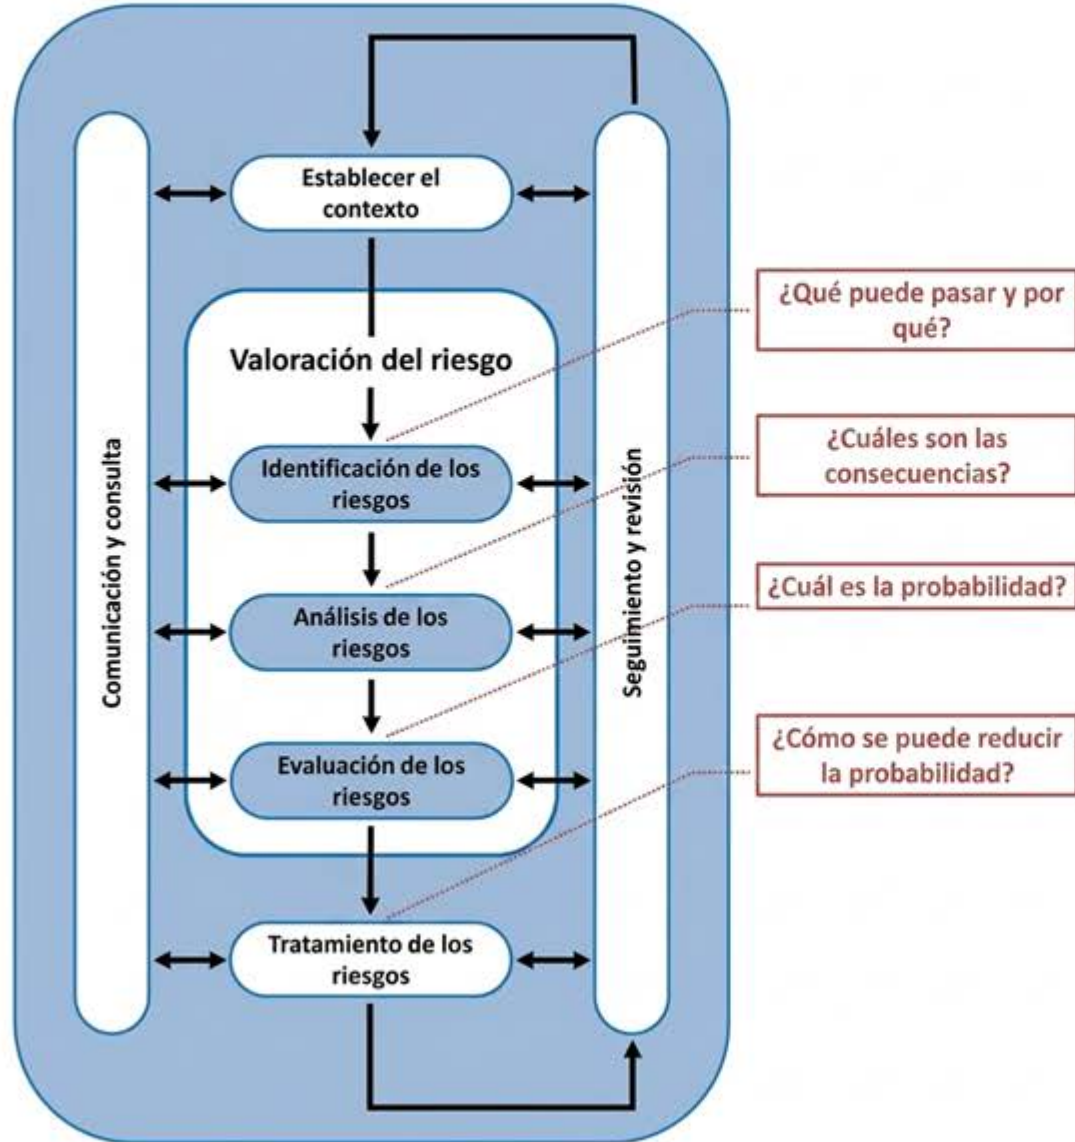 Establecer el
contexto
Valoración del riesgo
Identificación de los
riesgos
Análisis de los
riesgos
Evaluación de los
riesgos
Tratamiento de los
riesgos
Comunicación y consulta
Seguimiento y revisión
¿Qué puede pasar y por
qué?
¿Cuáles son las
consecuencias?
¿Cuál es la probabilidad?
¿Cómo se puede reducir
la probabilidad?